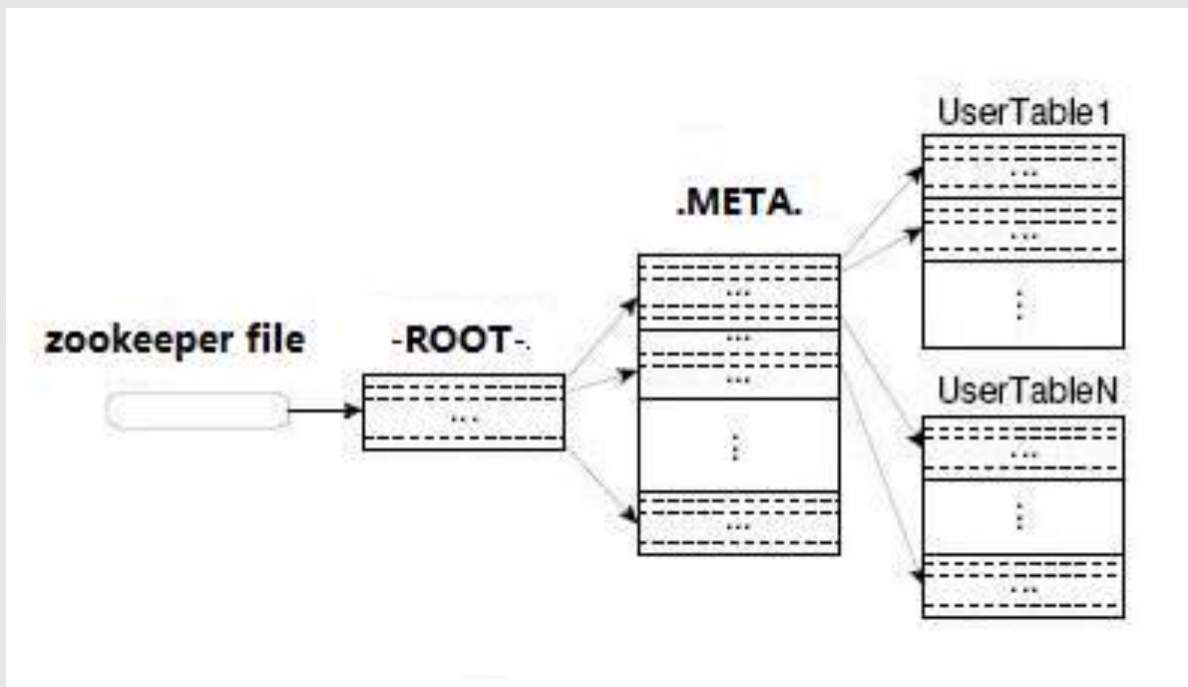 zookeeper file
-ROOT-.
.META.
UserTable1
UserTableN